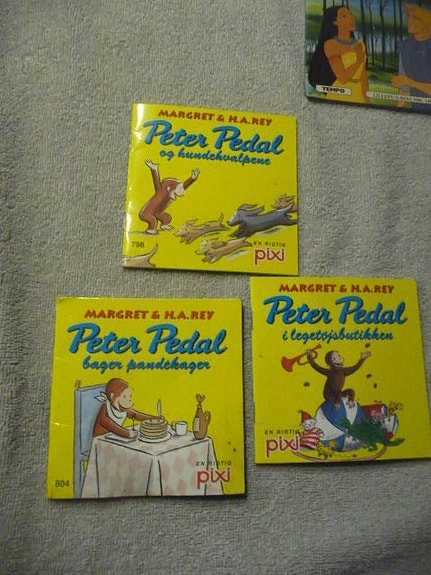 TEMPO
MARGRET & H.A.REY
Peter Pedal
og hundehvalpene
798
EN RIGTIG
pixi
MARGRET & H.A.REY
Peter Pedal
bager pandekager
804
EN RIGTIG
pixi
MARGRET & H.A.REY
Peter Pedal
i legetøjsbutikken
EN RIGTIG
pixi